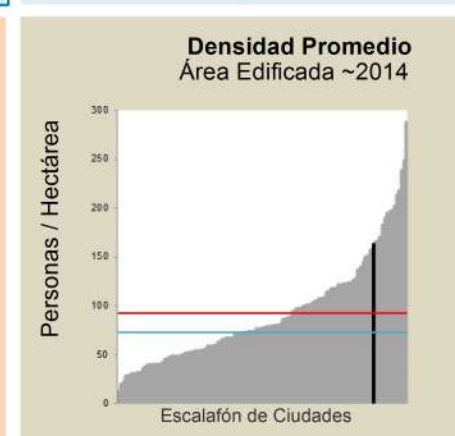 Densidad Promedio
Área Edificada ~2014
Personas / Hectárea
300
250
200
150
100
50
0
Escalafón de Ciudades